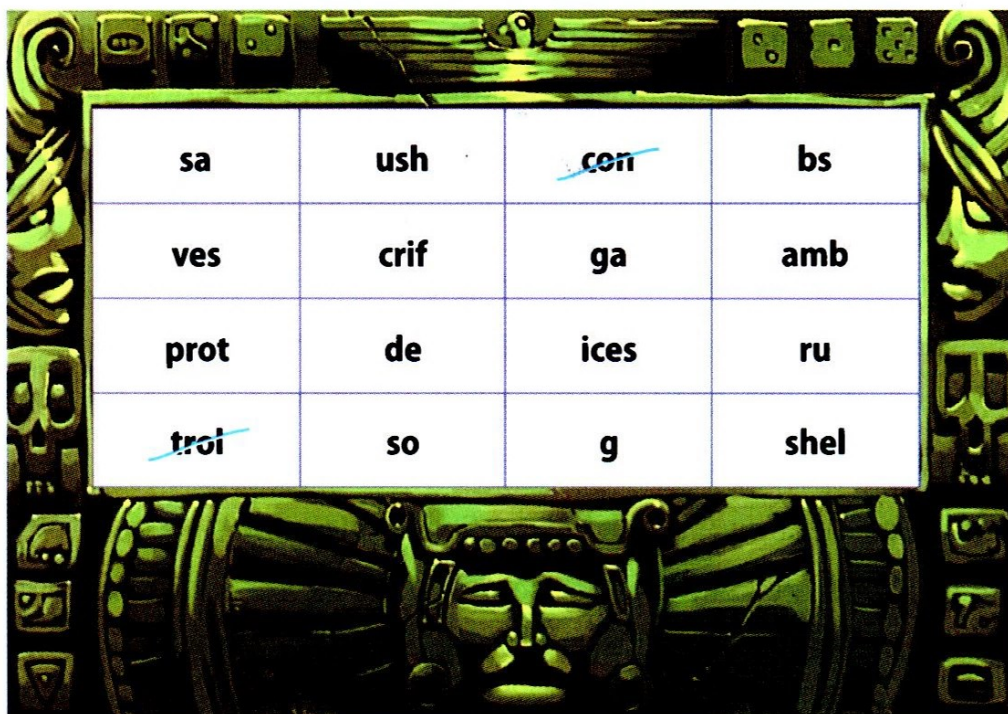 sa ush con bs
ves crif ga amb
prot de ices ru
trol so g shel